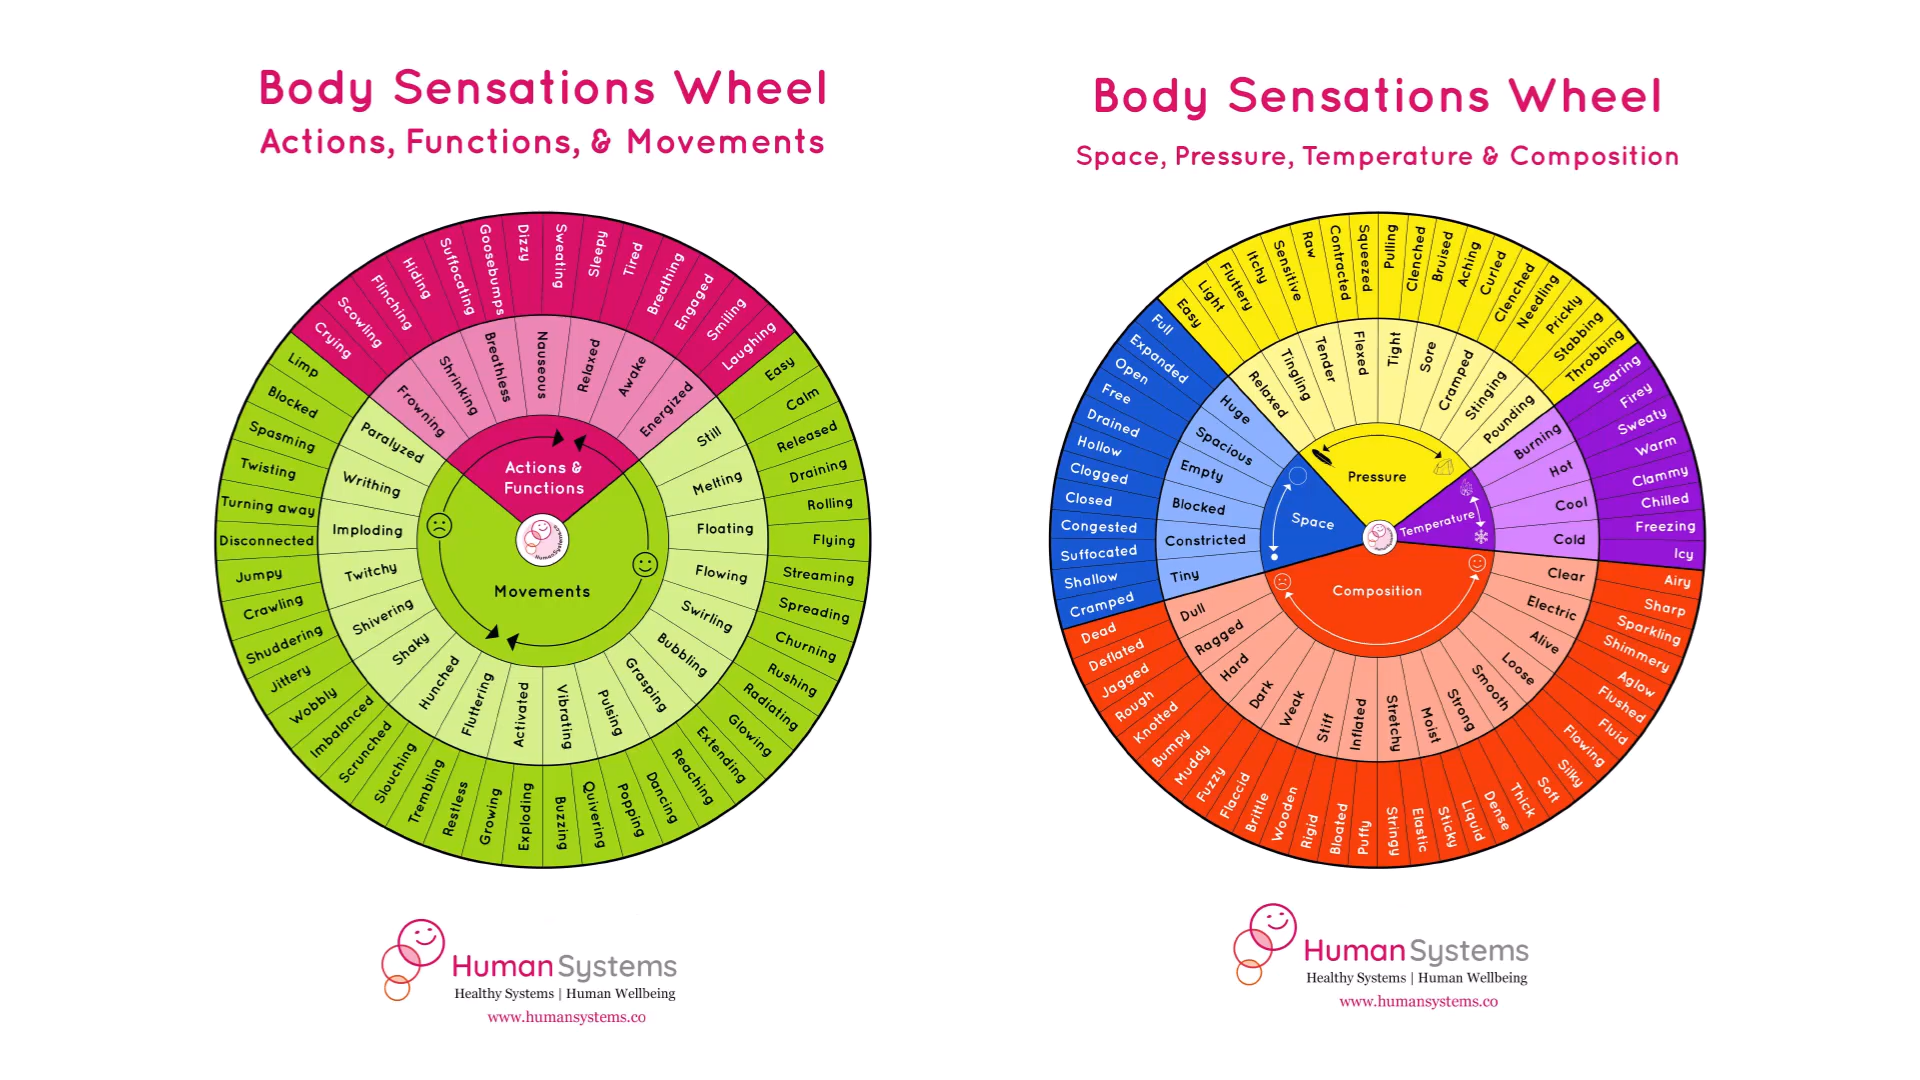 Body Sensations Wheel
Actions, Functions, & Movements
Actions &
Functions
Movements
Frowning
Shrinking
Breathless
Nauseous
Relaxed
Awake
Energized
Still
Melting
Floating
Flowing
Swirling
Bubbling
Grasping
Pulsing
Vibrating
Activated
Fluttering
Hunched
Shaky
Shivering
Twitchy
Imploding
Writhing
Paralyzed
Crying
Scowling
Flinching
Hiding
Suffocating
Goosebumps
Dizzy
Sweating
Sleepy
Tired
Breathing
Engaged
Smiling
Laughing
Easy
Calm
Released
Draining
Rolling
Flying
Streaming
Spreading
Churning
Rushing
Radiating
Glowing
Extending
Reaching
Dancing
Popping
Quivering
Buzzing
Exploding
Growing
Restless
Trembling
Slouching
Scrunched
Imbalanced
Wobbly
Jittery
Shuddering
Crawling
Jumpy
Disconnected
Turning away
Twisting
Spasming
Blocked
Limp
HumanSystems
HumanSystems
Healthy Systems | Human Wellbeing
www.humansystems.co
Body Sensations Wheel
Space, Pressure, Temperature & Composition
Pressure
Temperature
Composition
Space
Relaxed
Tingling
Tender
Flexed
Tight
Sore
Cramped
Stinging
Pounding
Burning
Hot
Cool
Cold
Clear
Electric
Alive
Loose
Smooth
Strong
Moist
Stretchy
Inflated
Stiff
Weak
Dark
Hard
Ragged
Dull
Tiny
Constricted
Blocked
Empty
Spacious
Huge
Easy
Light
Fluttery
Itchy
Sensitive
Raw
Contracted
Squeezed
Pulling
Clenched
Bruised
Aching
Curled
Clenched
Needling
Prickly
Stabbing
Throbbing
Searing
Firey
Sweaty
Warm
Clammy
Chilled
Freezing
Icy
Airy
Sharp
Sparkling
Shimmery
Aglow
Flushed
Fluid
Flowing
Silky
Soft
Thick
Dense
Liquid
Sticky
Elastic
Stringy
Puffy
Bloated
Rigid
Wooden
Brittle
Flaccid
Fuzzy
Muddy
Bumpy
Knotted
Rough
Jagged
Deflated
Dead
Cramped
Shallow
Suffocated
Congested
Closed
Clogged
Hollow
Drained
Free
Open
Expanded
Full
HumanSystems
Healthy Systems | Human Wellbeing
www.humansystems.co